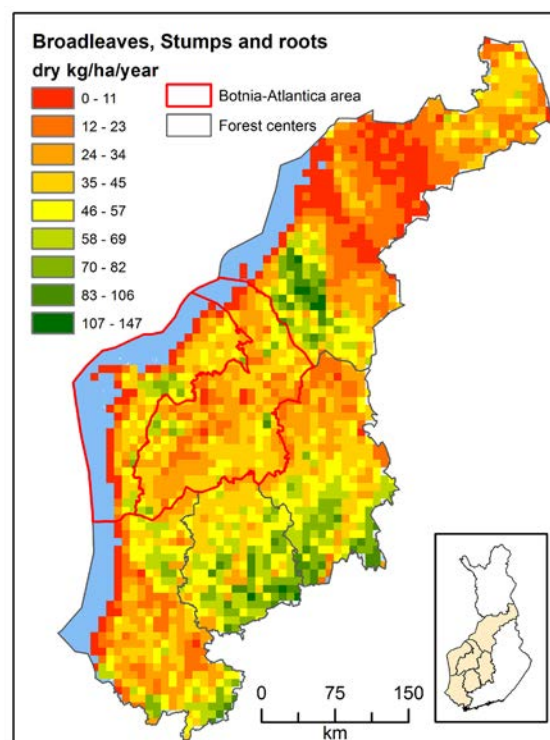 Broadleaves, Stumps and roots
dry kg/ha/year
0 - 11
12 - 23
24 - 34
35 - 45
46 - 57
58 - 69
70 - 82
83 - 106
107 - 147
Botnia-Atlantica area
Forest centers
0 75 150
km